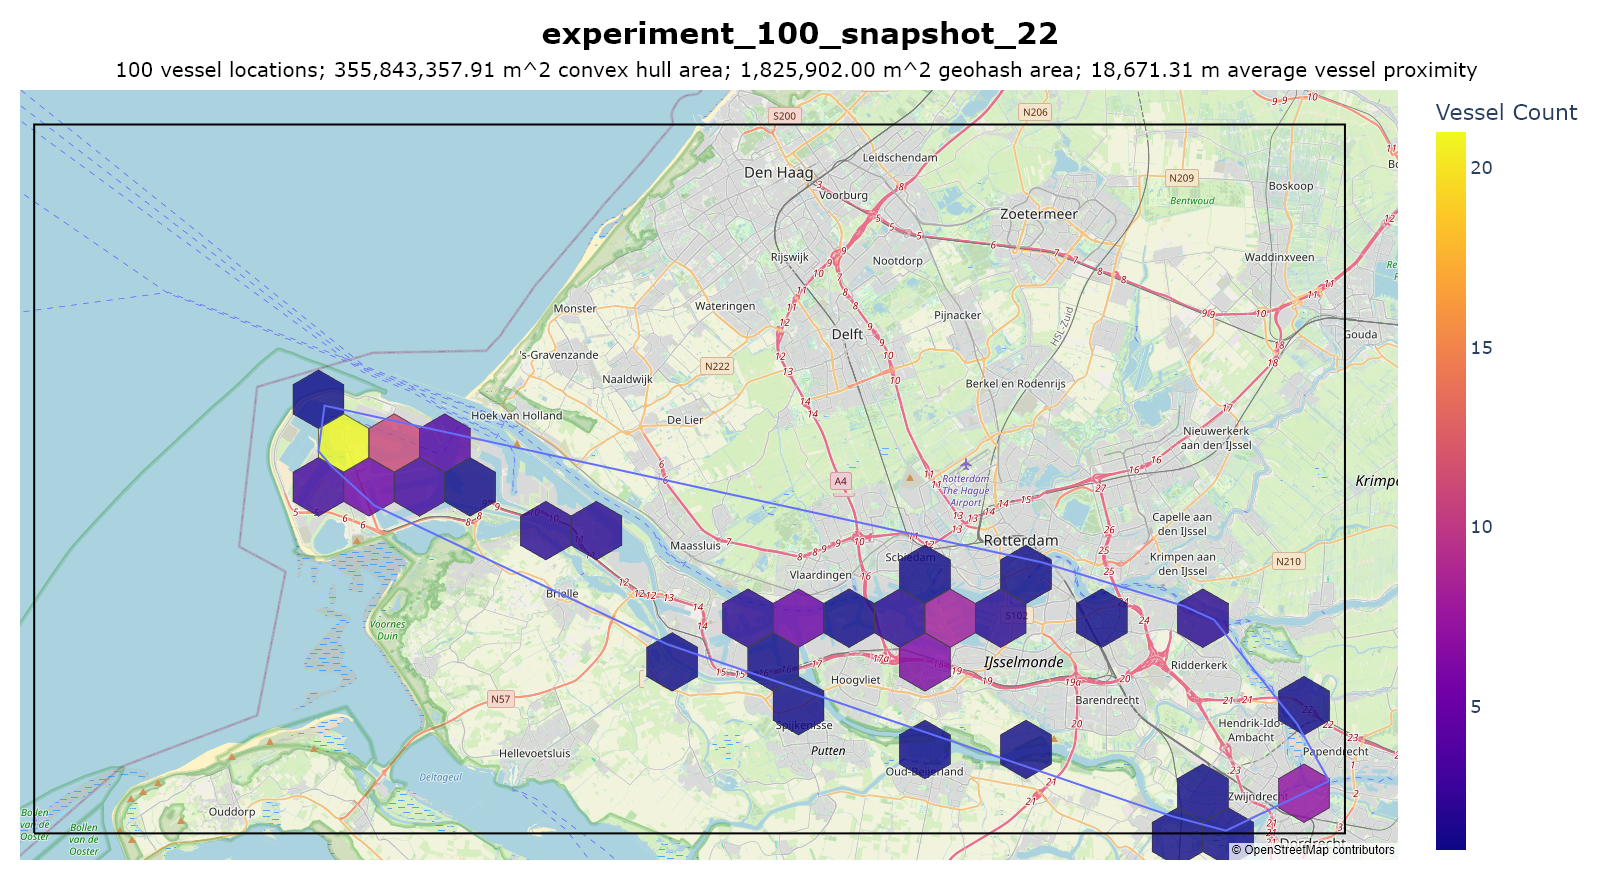 experiment_100_snapshot_22
100 vessel locations; 355,843,357.91 m^2 convex hull area; 1,825,902.00 m^2 geohash area; 18,671.31 m average vessel proximity
Vessel Count
20
15
10
5
S200
N206
Leidschendam
Den Haag
Voorburg
N209
Boskoop
Bentwoud
Zoetermeer
Rijswijk
Nootdorp
Waddinxveen
Monster
Wateringen
Pijnacker
HSL-Zuid
Delft
Gouda
's-Gravenzande
N222
Naaldwijk
Berkel en Rodenrijs
Hoek van Holland
De Lier
Nieuwerkerk
aan den IJssel
A4
Rotterdam
The Hague
Airport
Capelle aan
den IJssel
Rotterdam
Maassluis
Schiedam
Krimpen aan
den IJssel
N210
Vlaardingen
Brielle
S102
Voornes
Duin
IJsselmonde
Ridderkerk
Hoogvliet
N57
Barendrecht
Spijkenisse
Hendrik-Ido-
Ambacht
Hellevoetsluis
Putten
Papendrecht
Oud-Beijerland
Deltageul
Zwijndrecht
Ouddorp
Bollen
van de
Ooster
Bollen
van de
Ooster
Dordrecht
© OpenStreetMap contributors